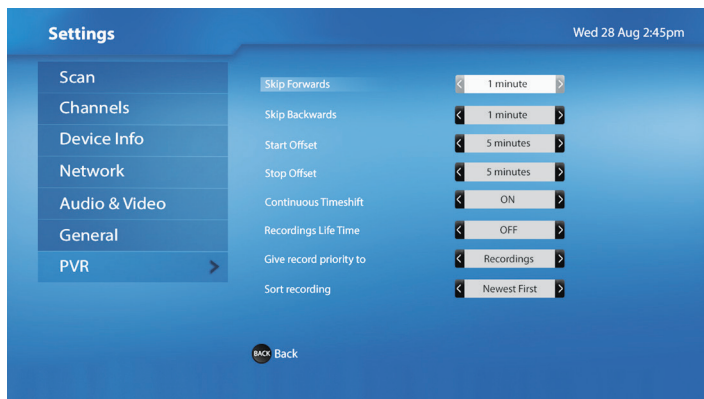 Settings
Wed 28 Aug 2:45pm
Scan
Channels
Device Info
Network
Audio & Video
General
PVR
Skip Forwards 1 minute
Skip Backwards 1 minute
Start Offset 5 minutes
Stop Offset 5 minutes
Continuous Timeshift ON
Recordings Life Time OFF
Give record priority to Recordings
Sort recording Newest First
BACK Back